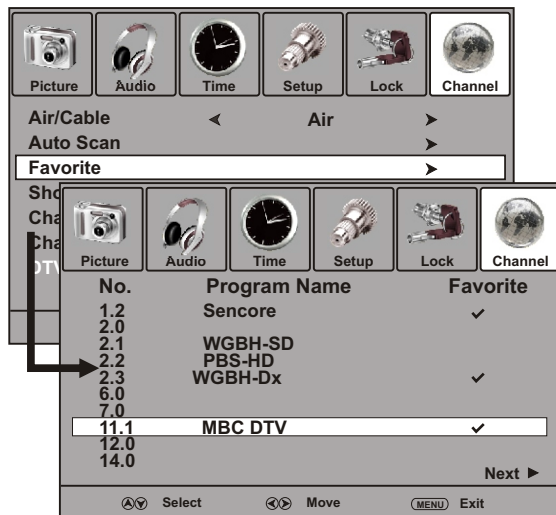 Picture Audio Time Setup Lock Channel
Air/Cable Air
Auto Scan
Favorite
Sho
Cha
Cha
DTV
Picture Audio Time Setup Lock Channel
No. Program Name Favorite
1.2 Sencore ✓
2.0
2.1 WGBH-SD
2.2 PBS-HD
2.3 WGBH-Dx ✓
6.0
7.0
11.1 MBC DTV ✓
12.0
14.0
Next ▶
Select Move MENU Exit